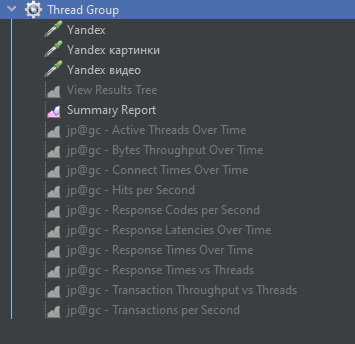 Thread Group
Yandex
Yandex картинки
Yandex видео
View Results Tree
Summary Report
jp@gc - Active Threads Over Time
jp@gc - Bytes Throughput Over Time
jp@gc - Connect Times Over Time
jp@gc - Hits per Second
jp@gc - Response Codes per Second
jp@gc - Response Latencies Over Time
jp@gc - Response Times Over Time
jp@gc - Response Times vs Threads
jp@gc - Transaction Throughput vs Threads
jp@gc - Transactions per Second